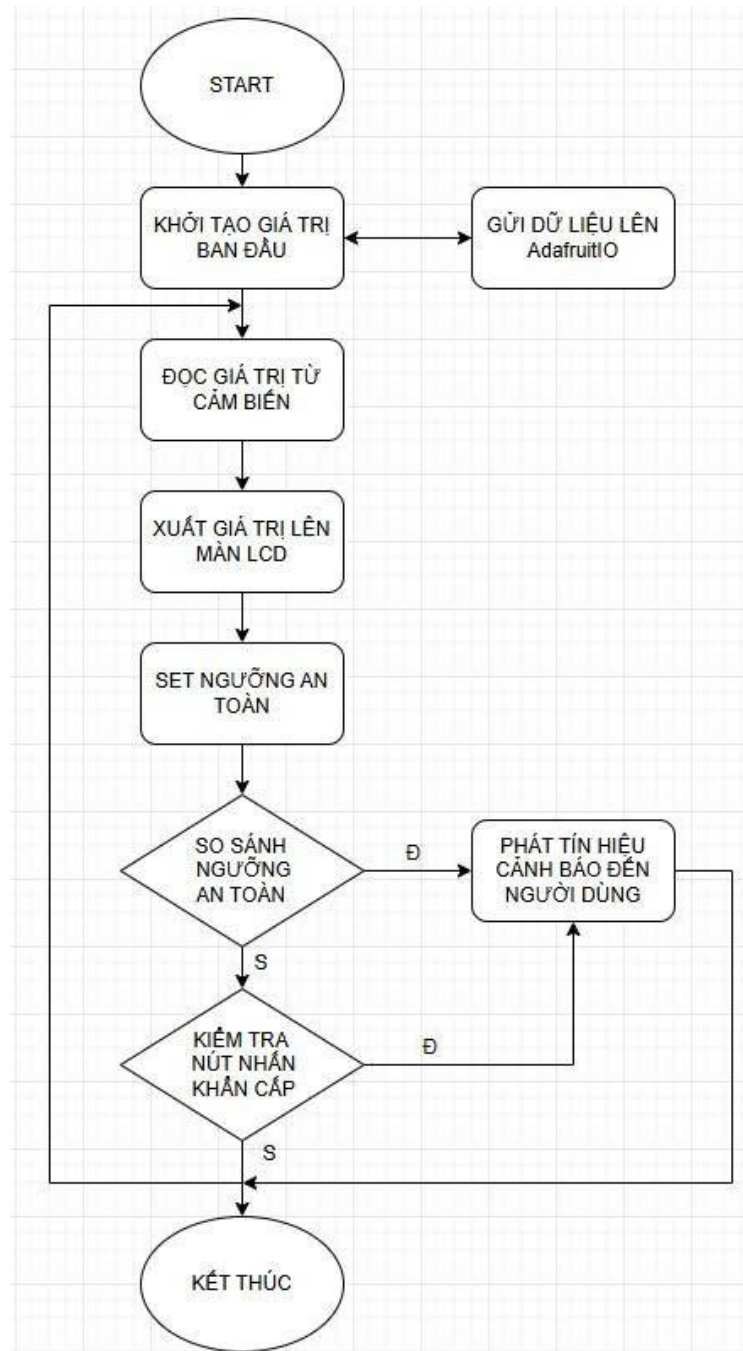 START
KHỞI TẠO GIÁ TRỊ
BAN ĐẦU
GỬI DỮ LIỆU LÊN
AdafruitIO
ĐỌC GIÁ TRỊ TỪ
CẢM BIẾN
XUẤT GIÁ TRỊ LÊN
MÀN LCD
SET NGƯỠNG AN
TOÀN
SO SÁNH
NGƯỠNG
AN TOÀN
Đ
PHÁT TÍN HIỆU
CẢNH BÁO ĐẾN
NGƯỜI DÙNG
S
KIỂM TRA
NÚT NHẤN
KHẨN CẤP
Đ
S
KẾT THÚC